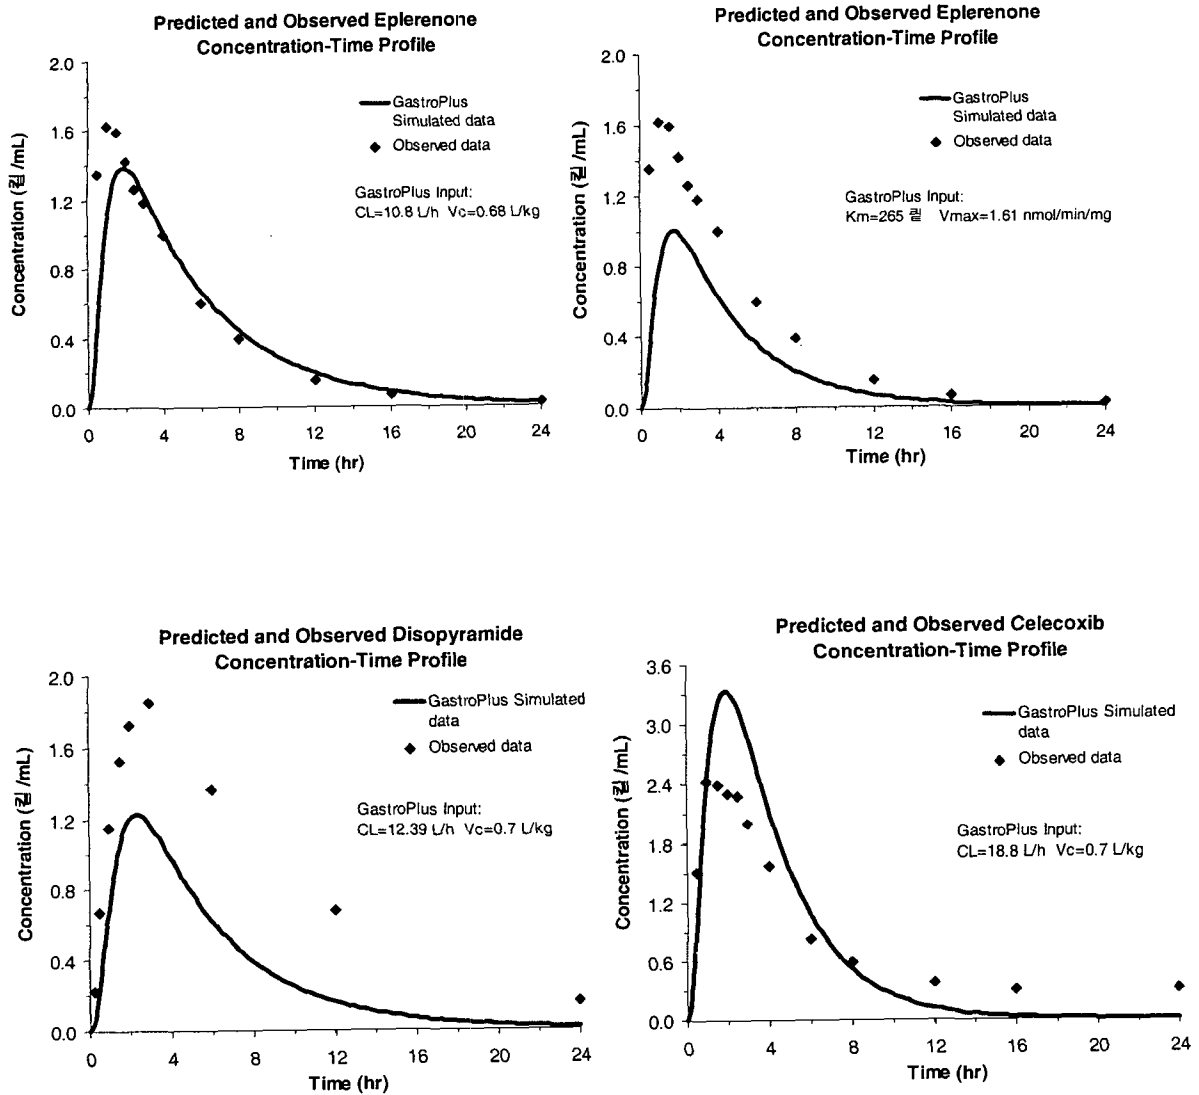 Predicted and Observed Eplerenone
Concentration-Time Profile
2.0
1.6
1.2
0.8
0.4
0.0
Concentration (킓/mL)
GastroPlus
Simulated data
Observed data
GastroPlus Input:
CL=10.8 L/h Vc=0.68 L/kg
0 4 8 12 16 20 24
Time (hr)
Predicted and Observed Eplerenone
Concentration-Time Profile
2.0
1.6
1.2
0.8
0.4
0.0
Concentration (킓/mL)
GastroPlus
Simulated data
Observed data
GastroPlus Input:
Km=265 Vmax=1.61 nmol/min/mg
0 4 8 12 16 20 24
Time (hr)
Predicted and Observed Disopyramide
Concentration-Time Profile
2.0
1.6
1.2
0.8
0.4
0.0
Concentration (킓/mL)
GastroPlus Simulated
data
Observed data
GastroPlus Input:
CL=12.39 L/h Vc=0.7 L/kg
0 4 8 12 16 20 24
Time (hr)
Predicted and Observed Celecoxib
Concentration-Time Profile
3.6
3.0
2.4
1.8
1.2
0.6
0.0
Concentration (킓/mL)
GastroPlus Simulated
data
Observed data
GastroPlus Input:
CL=18.8 L/h Vc=0.7 L/kg
0 4 8 12 16 20 24
Time (hr)